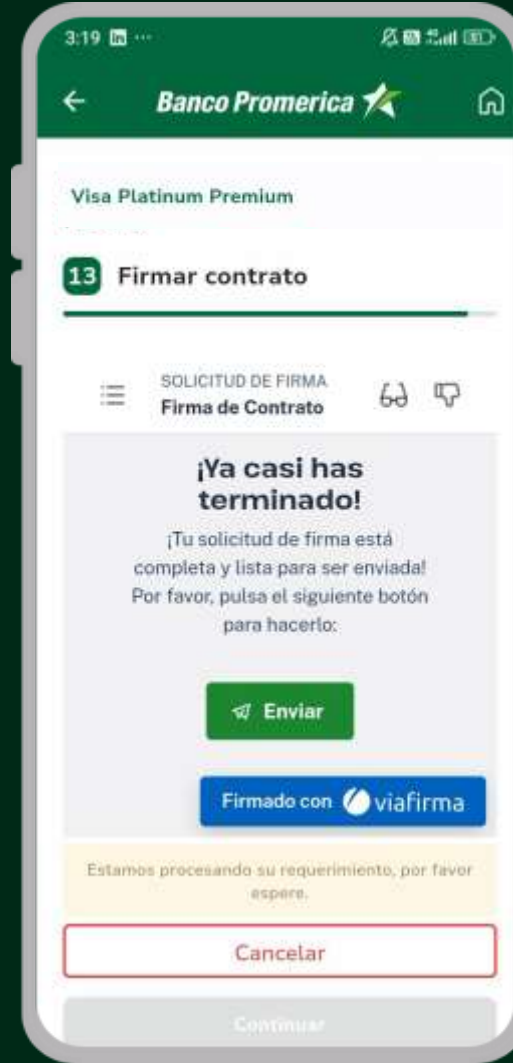 3:19
Banco Promerica
Visa Platinum Premium
13 Firmar contrato
SOLICITUD DE FIRMA
Firma de Contrato
¡Ya casi has
terminado!
¡Tu solicitud de firma está
completa y lista para ser enviada!
Por favor, pulsa el siguiente botón
para hacerlo:
Enviar
Firmado con viafirma
Estamos procesando su requerimiento, por favor
espere.
Cancelar
Continuar